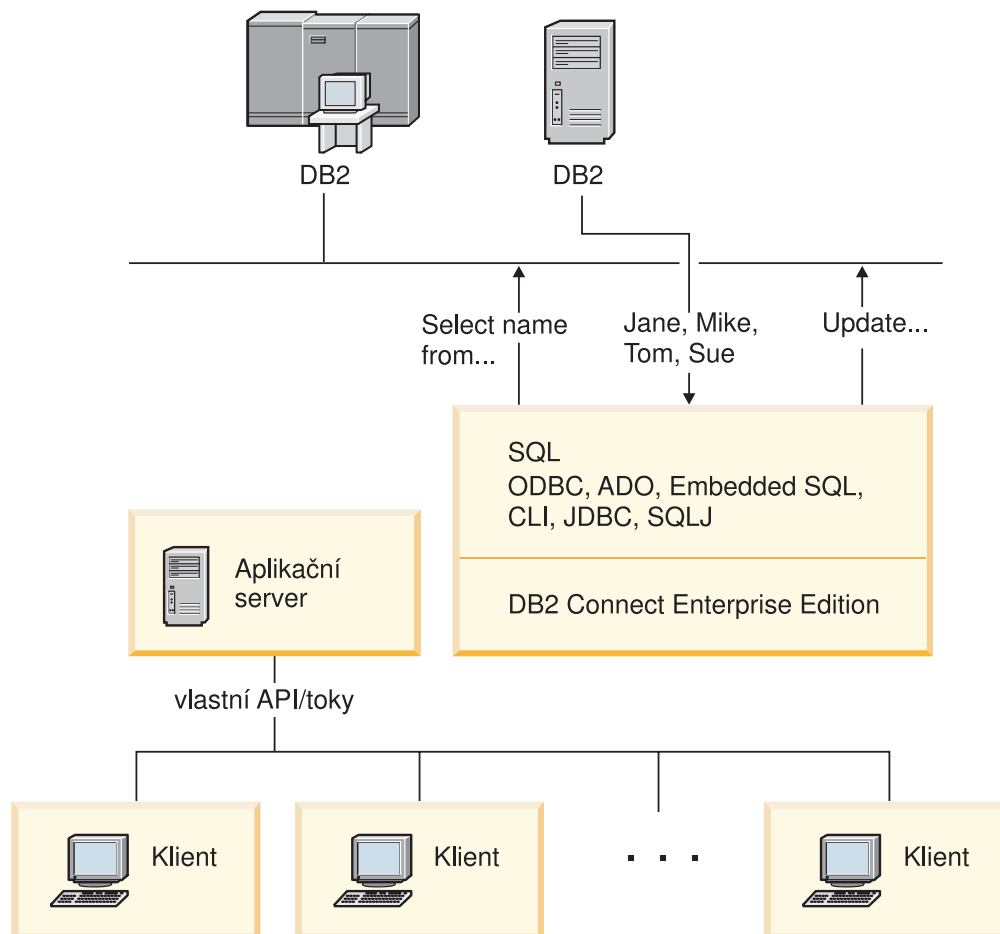 DB2
DB2
Select name
from...
Jane, Mike,
Tom, Sue
Update...
SQL
ODBC, ADO, Embedded SQL,
CLI, JDBC, SQLJ
DB2 Connect Enterprise Edition
Aplikační
server
vlastní API/toky
Klient
Klient
. . .
Klient